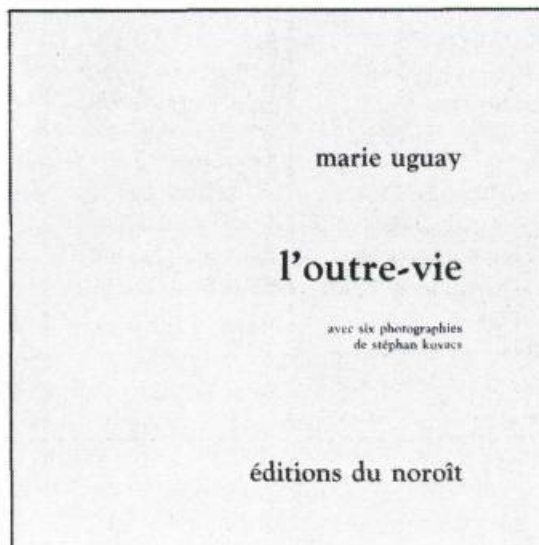 marie uguay
l'outre-vie
avec six photographies
de stéphan kovacs
éditions du noroît